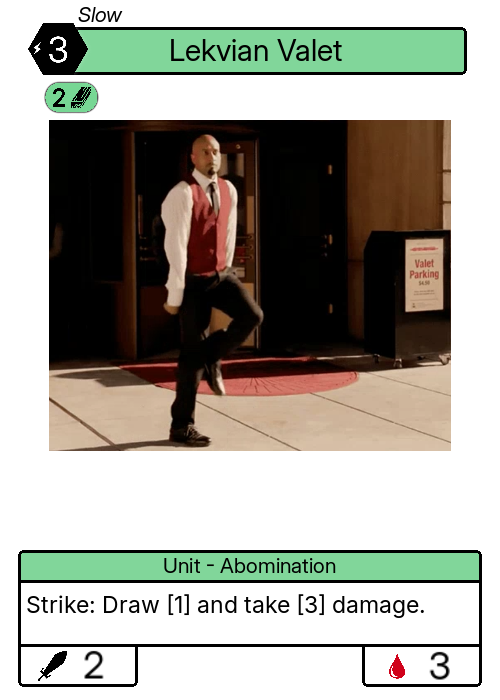 Slow
3
Lekvian Valet
2
Valet
Parking
Unit - Abomination
Strike: Draw [1] and take [3] damage.
2
3